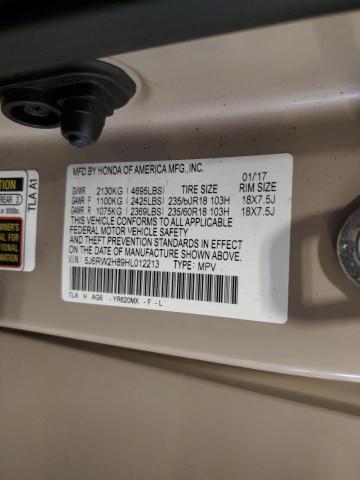 MFD.BY HONDA OF AMERICA MFG.,INC.
GVWR 2130KG (4695LBS) TIRE SIZE 01/17
RIM SIZE
GAWR F 1100KG (2425LBS) 235/60R18 103H 18X7.5J
GAWR R 1075KG (2369LBS) 235/60R18 103H 18X7.5J
THIS VEHICLE CONFORMS TO ALL APPLICABLE
FEDERAL MOTOR VEHICLE SAFETY AND
THEFT PREVENTION STANDARDS IN EFFECT
ON THE DATE OF MANUFACTURE SHOWN ABOVE.
V.I.N: 5J6RW2H89HL012213 TYPE: MPV
TLA H AG6 - YR620MX - F - L
TLA A1
REAR 3
OWNER'S